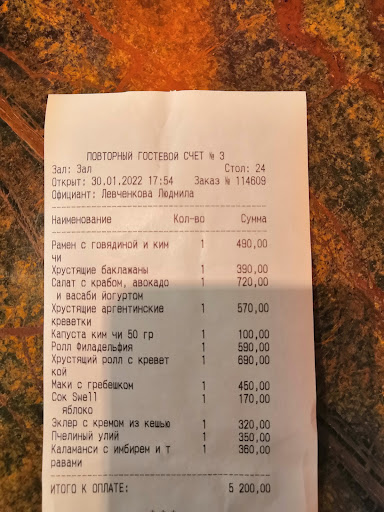 ПОВТОРНЫЙ ГОСТЕВОЙ СЧЕТ № 3
Зал: Зал Стол: 24
Открыт: 30.01.2022 17:54 Заказ № 114609
Официант: Левченкова Людмила
Наименование Кол-во Сумма
Рамен с говядиной и ким 1 490,00
чи
Хрустящие баклажаны 1 390,00
Салат с крабом, авокадо 1 720,00
и васаби йогуртом
Хрустящие аргентинские 1 570,00
креветки
Капуста ким чи 50 гр 1 100,00
Ролл Филадельфия 1 590,00
Хрустящий ролл с кревет 1 690,00
кой
Маки с гребешком 1 450,00
Сок Swell 1 170,00
яблоко
Эклер с кремом из кешью 1 320,00
Пчелиный улий 1 350,00
Каламанси с имбирем и т 1 360,00
равами
ИТОГО К ОПЛАТЕ: 5 200,00